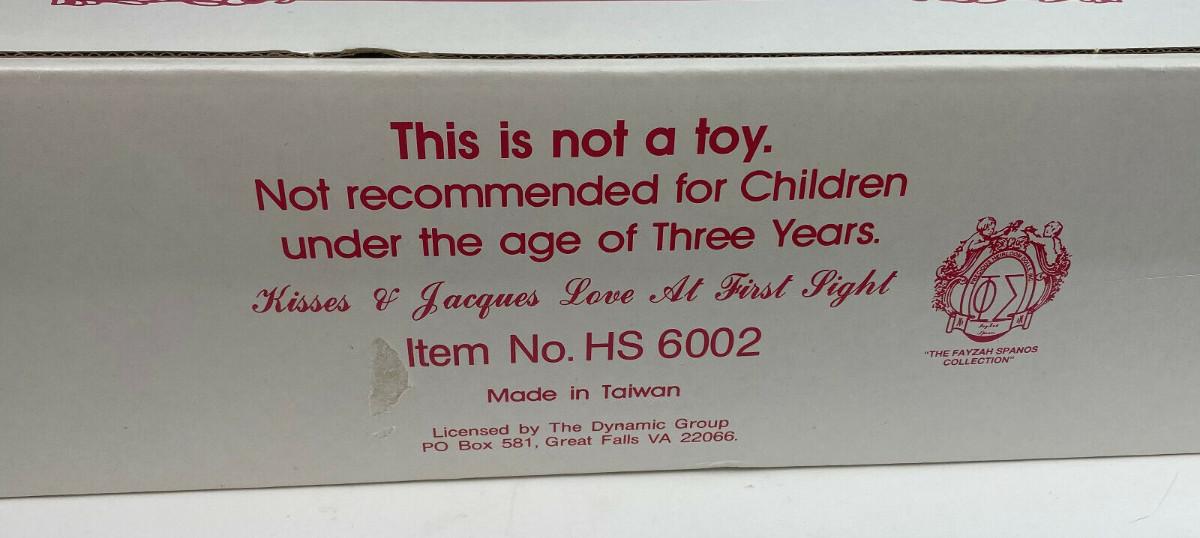 This is not a toy.
Not recommended for Children
under the age of Three Years.
Kisses & Jacques Love At First Sight
Item No. HS 6002
Made in Taiwan
Licensed by The Dynamic Group
PO Box 581, Great Falls VA 22066.
ΦΣ
"THE FAYZAH SPANOS
COLLECTION"